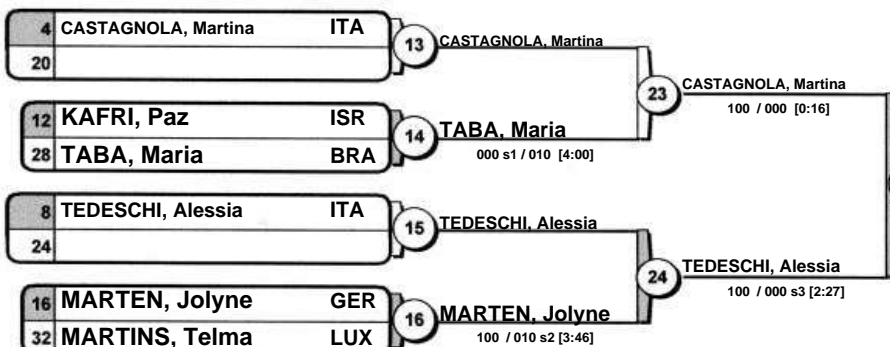 4 CASTAGNOLA, Martina ITA
20
13 CASTAGNOLA, Martina
23 CASTAGNOLA, Martina
100 / 000 [0:16]
12 KAFRI, Paz ISR
28 TABA, Maria BRA
14 TABA, Maria
000 s1 / 010 [4:00]
8 TEDESCHI, Alessia ITA
24
15 TEDESCHI, Alessia
24 TEDESCHI, Alessia
100 / 000 s3 [2:27]
16 MARTEN, Jolyne GER
32 MARTINS, Telma LUX
16 MARTEN, Jolyne
100 / 010 s2 [3:46]